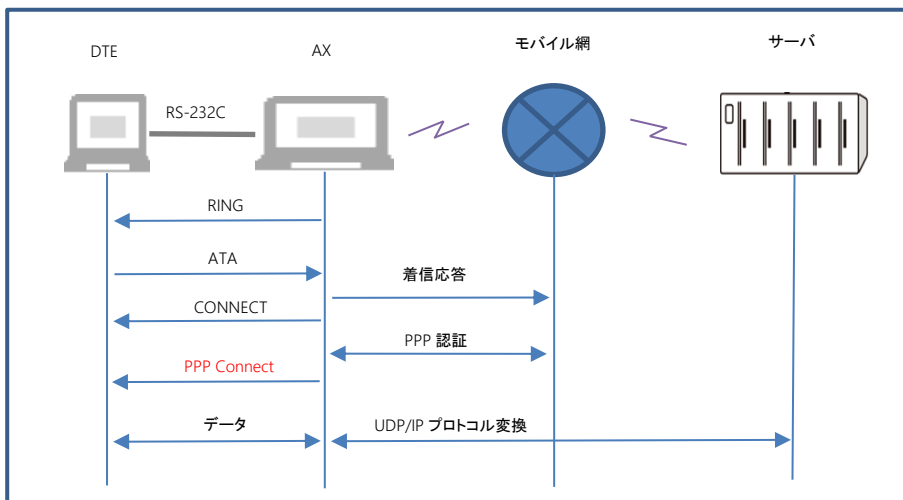 DTE
AX
モバイル網
サーバ
RS-232C
RING
ATA
着信応答
CONNECT
PPP 認証
PPP Connect
データ
UDP/IP プロトコル変換